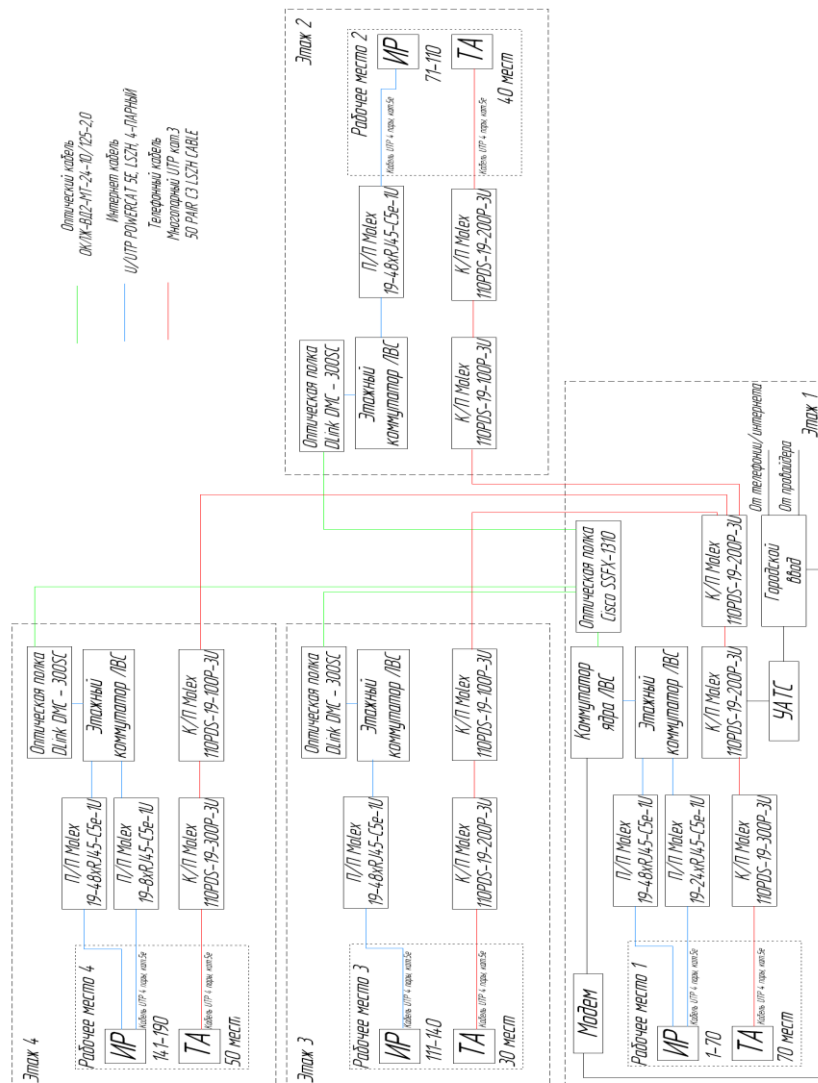 Этаж 4
Рабочее место 4
ИР
Кабель UTP 4 пары кат.5е
141-190
ТА
Кабель UTP 4 пары кат.5е
50 мест
П/П Molex
19-48xRJ45-C5e-1U
П/П Molex
19-8xRJ45-C5e-1U
К/П Molex
110PDS-19-300P-3U
Оптическая полка
DLink DMC - 300SC
Этажный
коммутатор ЛВС
К/П Molex
110PDS-19-100P-3U
Этаж 3
Рабочее место 3
ИР
Кабель UTP 4 пары кат.5е
111-140
ТА
Кабель UTP 4 пары кат.5е
30 мест
П/П Molex
19-48xRJ45-C5e-1U
К/П Molex
110PDS-19-200P-3U
Оптическая полка
DLink DMC - 300SC
Этажный
коммутатор ЛВС
К/П Molex
110PDS-19-100P-3U
Модем
Рабочее место 1
ИР
Кабель UTP 4 пары кат.5е
1-70
ТА
Кабель UTP 4 пары кат.5е
70 мест
П/П Molex
19-48xRJ45-C5e-1U
П/П Molex
19-24xRJ45-C5e-1U
К/П Molex
110PDS-19-300P-3U
Коммутатор
ядра ЛВС
Этажный
коммутатор ЛВС
К/П Molex
110PDS-19-200P-3U
УАТС
Оптическая полка
Cisco SSFX-1310
К/П Molex
110PDS-19-200P-3U
Городской
ввод
От телефонии/интернета
От провайдера
Этаж 1
Оптический кабель
ОКЛЖ-ВД2-МТ-24-10/125-2,0
Интернет кабель
U/UTP POWERCAT 5E, LSZH, 4-ПАРНЫЙ
Телефонный кабель
Многопарный UTP кат.3
50 PAIR C3 LSZH CABLE
Этаж 2
Оптическая полка
DLink DMC - 300SC
Этажный
коммутатор ЛВС
К/П Molex
110PDS-19-100P-3U
П/П Molex
19-48xRJ45-C5e-1U
К/П Molex
110PDS-19-200P-3U
Рабочее место 2
Кабель UTP 4 пары кат.5е
ИР
71-110
Кабель UTP 4 пары кат.5е
ТА
40 мест